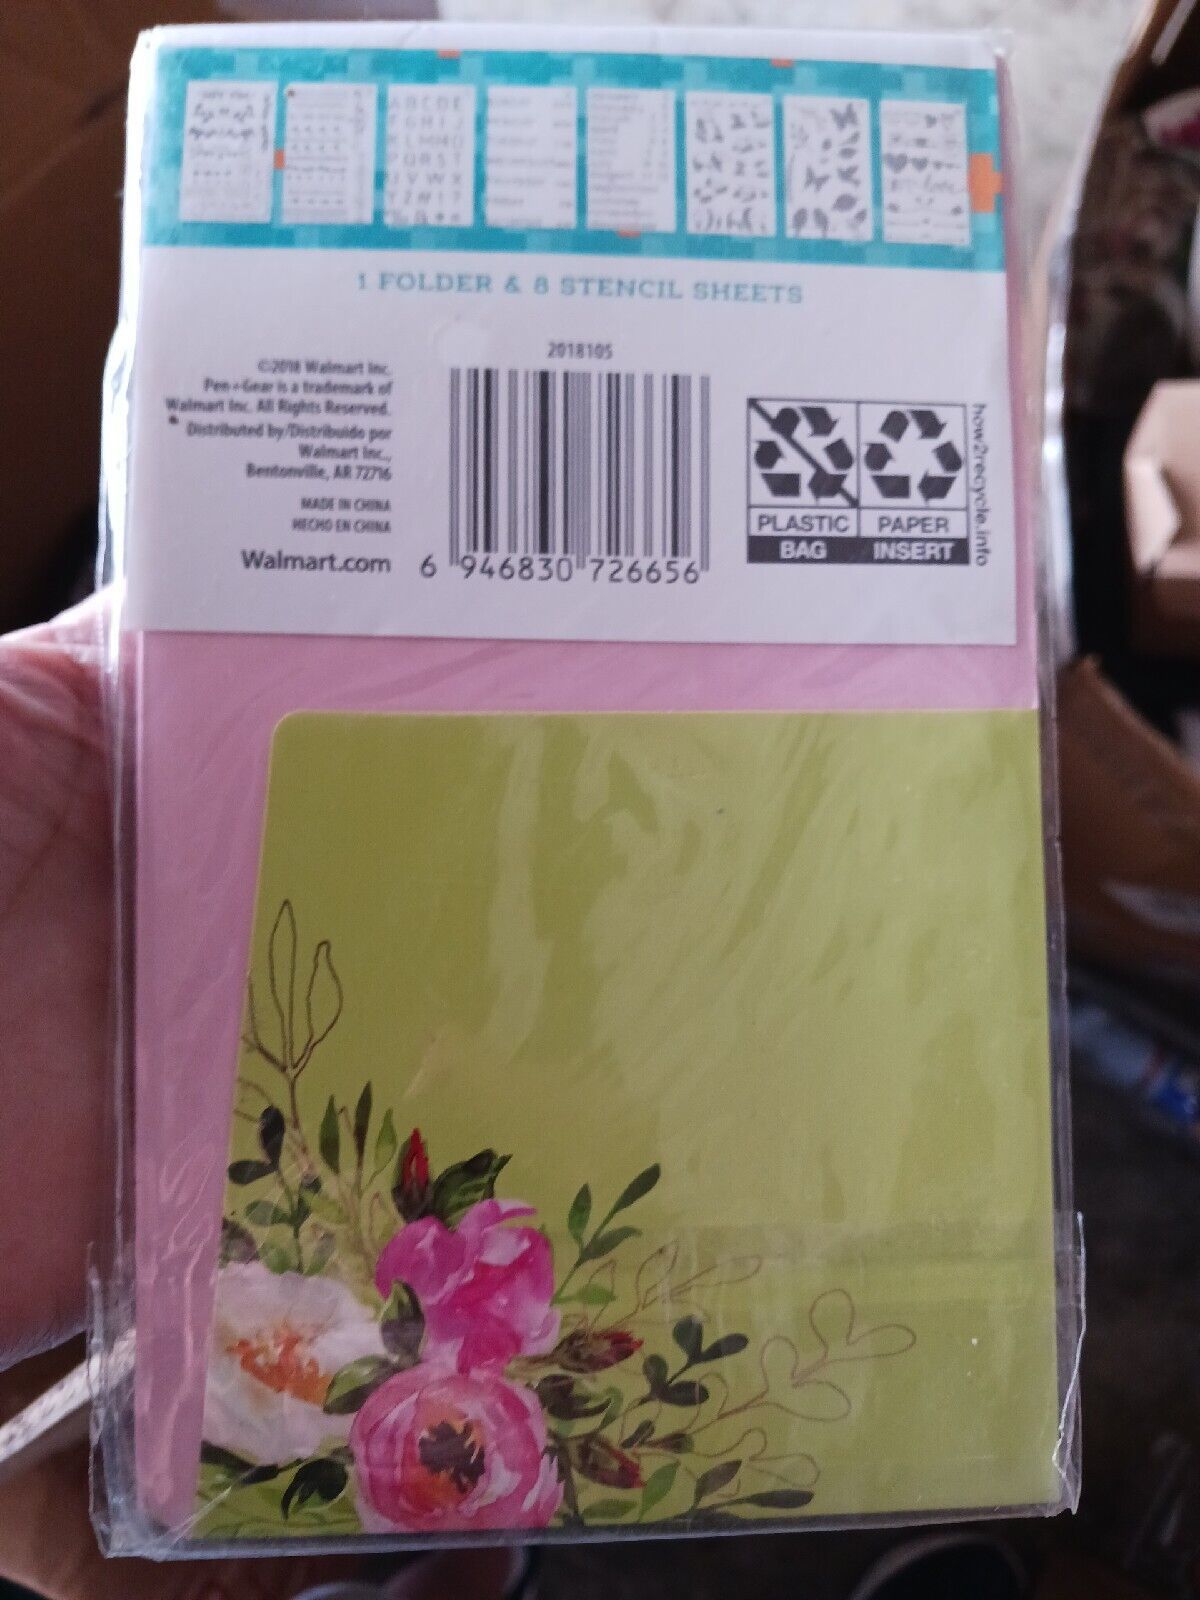 ABCDE
1 FOLDER & 8 STENCIL SHEETS
2018105
©2018 Walmart Inc.
Pen+Gear is a trademark of
Walmart Inc. All Rights Reserved.
Distributed by/Distribuido por
Walmart Inc.,
Bentonville, AR 72716
MADE IN CHINA
HECHO EN CHINA
Walmart.com
6 946830 726656
PLASTIC
BAG
PAPER
INSERT
how2recycle.info